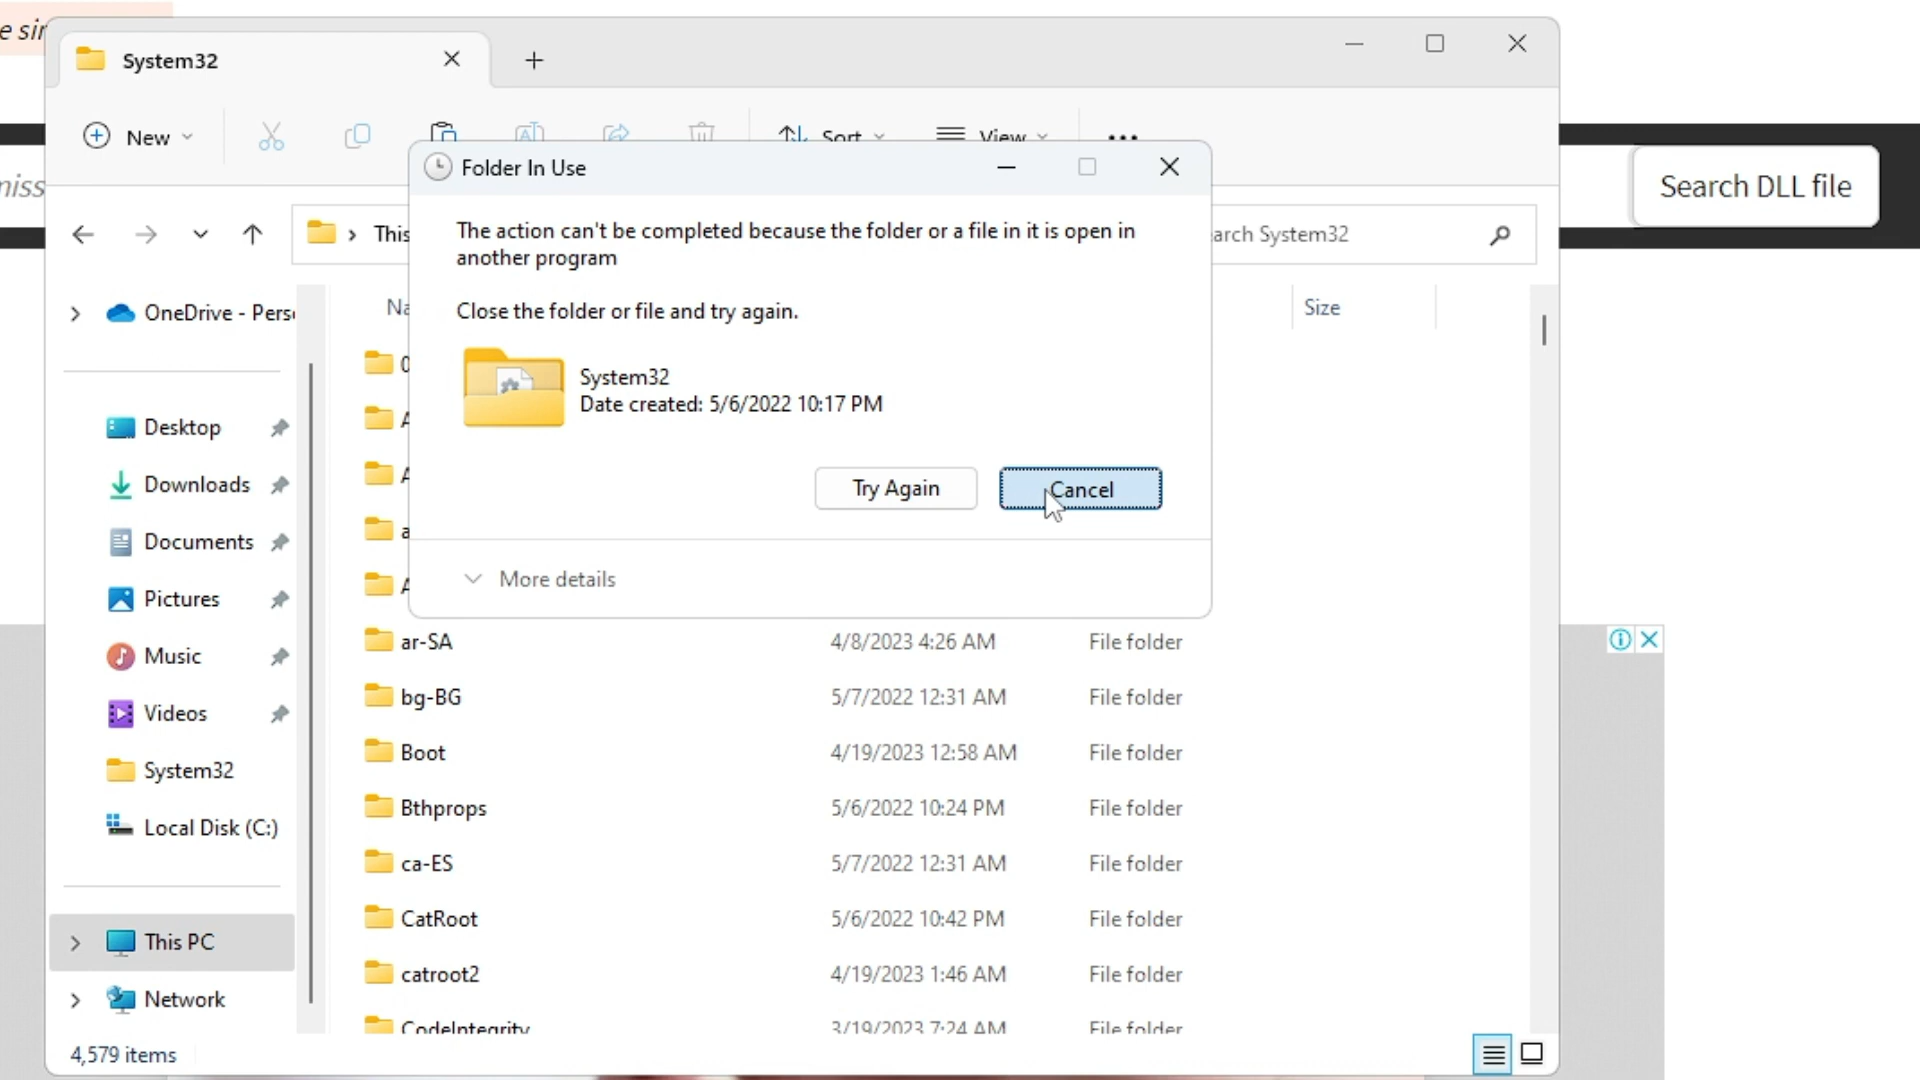 e sin
System32
New
Sort
View
niss
Search DLL file
Folder In Use
This
arch System32
The action can't be completed because the folder or a file in it is open in
another program
Close the folder or file and try again.
System32
Date created: 5/6/2022 10:17 PM
Try Again
Cancel
More details
Size
OneDrive - Pers
Desktop
Downloads
Documents
Pictures
Music
Videos
System32
Local Disk (C:)
This PC
Network
Na
0
A
A
a
A
ar-SA 4/8/2023 4:26 AM File folder
bg-BG 5/7/2022 12:31 AM File folder
Boot 4/19/2023 12:58 AM File folder
Bthprops 5/6/2022 10:24 PM File folder
ca-ES 5/7/2022 12:31 AM File folder
CatRoot 5/6/2022 10:42 PM File folder
catroot2 4/19/2023 1:46 AM File folder
CodeIntegrity 3/19/2023 7:24 AM File folder
4,579 items